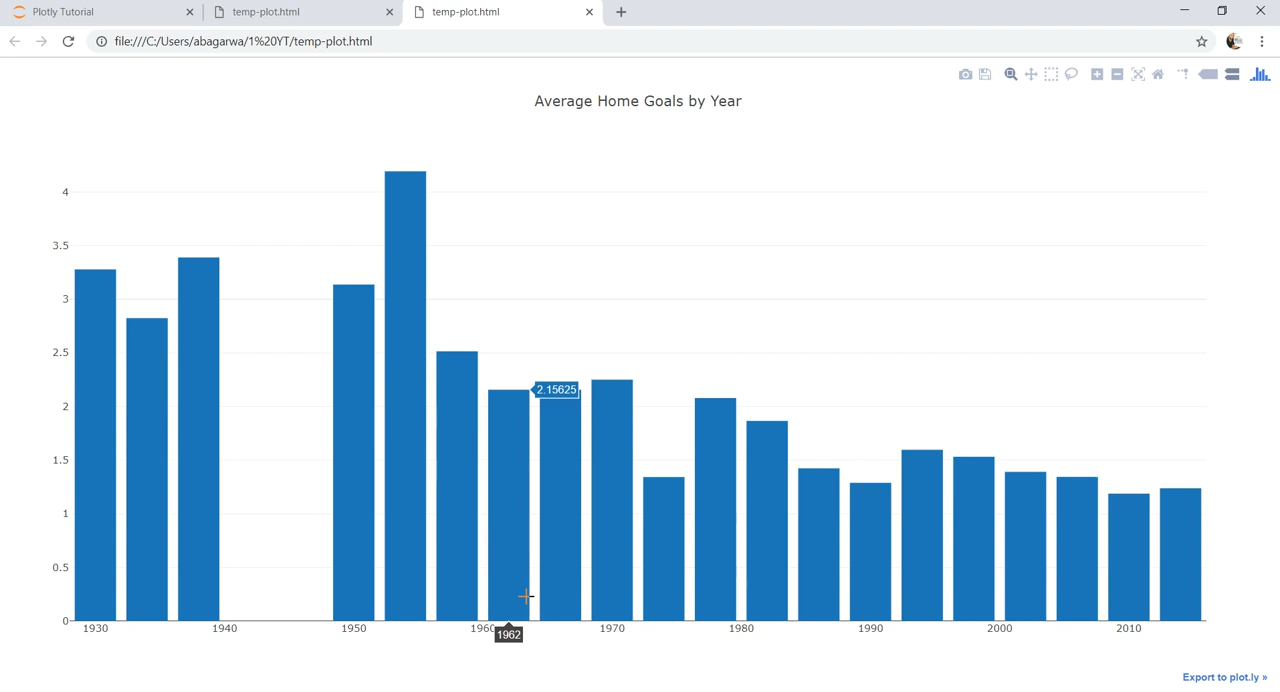 Plotly Tutorial
temp-plot.html
temp-plot.html
file:///C:/Users/abagarwa/1%20YT/temp-plot.html
Average Home Goals by Year
4
3.5
3
2.5
2
1.5
1
0.5
0
2.15625
1930 1940 1950 1960 1970 1980 1990 2000 2010
1962
Export to plot.ly »